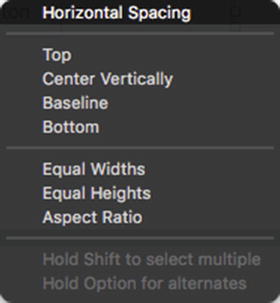 Horizontal Spacing
Top
Center Vertically
Baseline
Bottom
Equal Widths
Equal Heights
Aspect Ratio
Hold Shift to select multiple
Hold Option for alternates